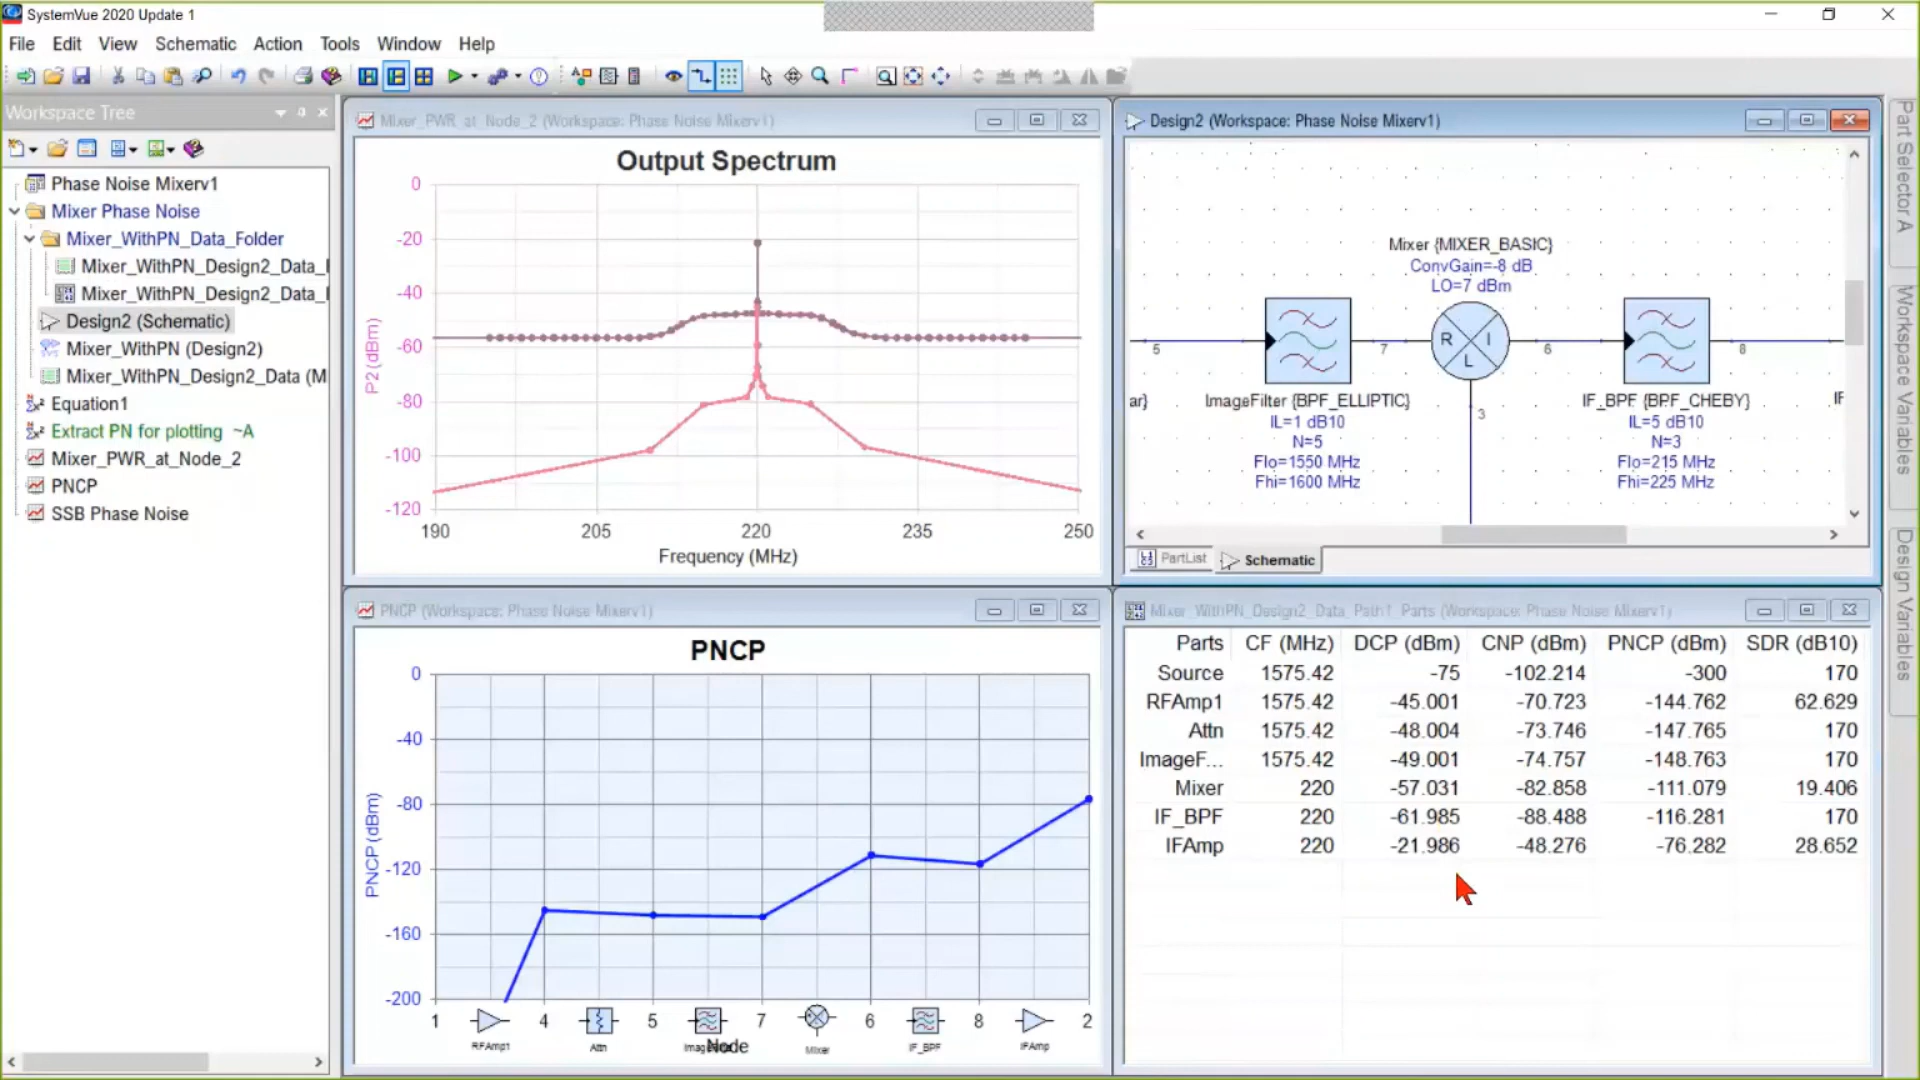 SystemVue 2020 Update 1
File Edit View Schematic Action Tools Window Help
Workspace Tree
Phase Noise Mixerv1
Mixer Phase Noise
Mixer_WithPN_Data_Folder
Mixer_WithPN_Design2_Data_I
Mixer_WithPN_Design2_Data_I
Design2 (Schematic)
Mixer_WithPN (Design2)
Mixer_WithPN_Design2_Data (M
Equation1
Extract PN for plotting ~A
Mixer_PWR_at_Node_2
PNCP
SSB Phase Noise
Mixer_PWR_at_Node_2 (Workspace: Phase Noise Mixerv1)
Output Spectrum
P2 (dBm)
0
-20
-40
-60
-80
-100
-120
190 205 220 235 250
Frequency (MHz)
Design2 (Workspace: Phase Noise Mixerv1)
Mixer {MIXER_BASIC}
ConvGain=-8 dB
LO=7 dBm
R I
L
5 7 6 8
3
ar}
ImageFilter {BPF_ELLIPTIC}
IL=1 dB10
N=5
Flo=1550 MHz
Fhi=1600 MHz
IF_BPF {BPF_CHEBY}
IL=5 dB10
N=3
Flo=215 MHz
Fhi=225 MHz
IF
PartList Schematic
PNCP (Workspace: Phase Noise Mixerv1)
PNCP
PNCP (dBm)
0
-40
-80
-120
-160
-200
1 4 5 7 6 8 2
RFAmp1 Attn Imag Mixer IF_BPF IFAmp
Node
Mixer_WithPN_Design2_Data_Path1_Parts (Workspace: Phase Noise Mixerv1)
Parts CF (MHz) DCP (dBm) CNP (dBm) PNCP (dBm) SDR (dB10)
Source 1575.42 -75 -102.214 -300 170
RFAmp1 1575.42 -45.001 -70.723 -144.762 62.629
Attn 1575.42 -48.004 -73.746 -147.765 170
ImageF... 1575.42 -49.001 -74.757 -148.763 170
Mixer 220 -57.031 -82.858 -111.079 19.406
IF_BPF 220 -61.985 -88.488 -116.281 170
IFAmp 220 -21.986 -48.276 -76.282 28.652
Part Selector A
Workspace Variables
Design Variables